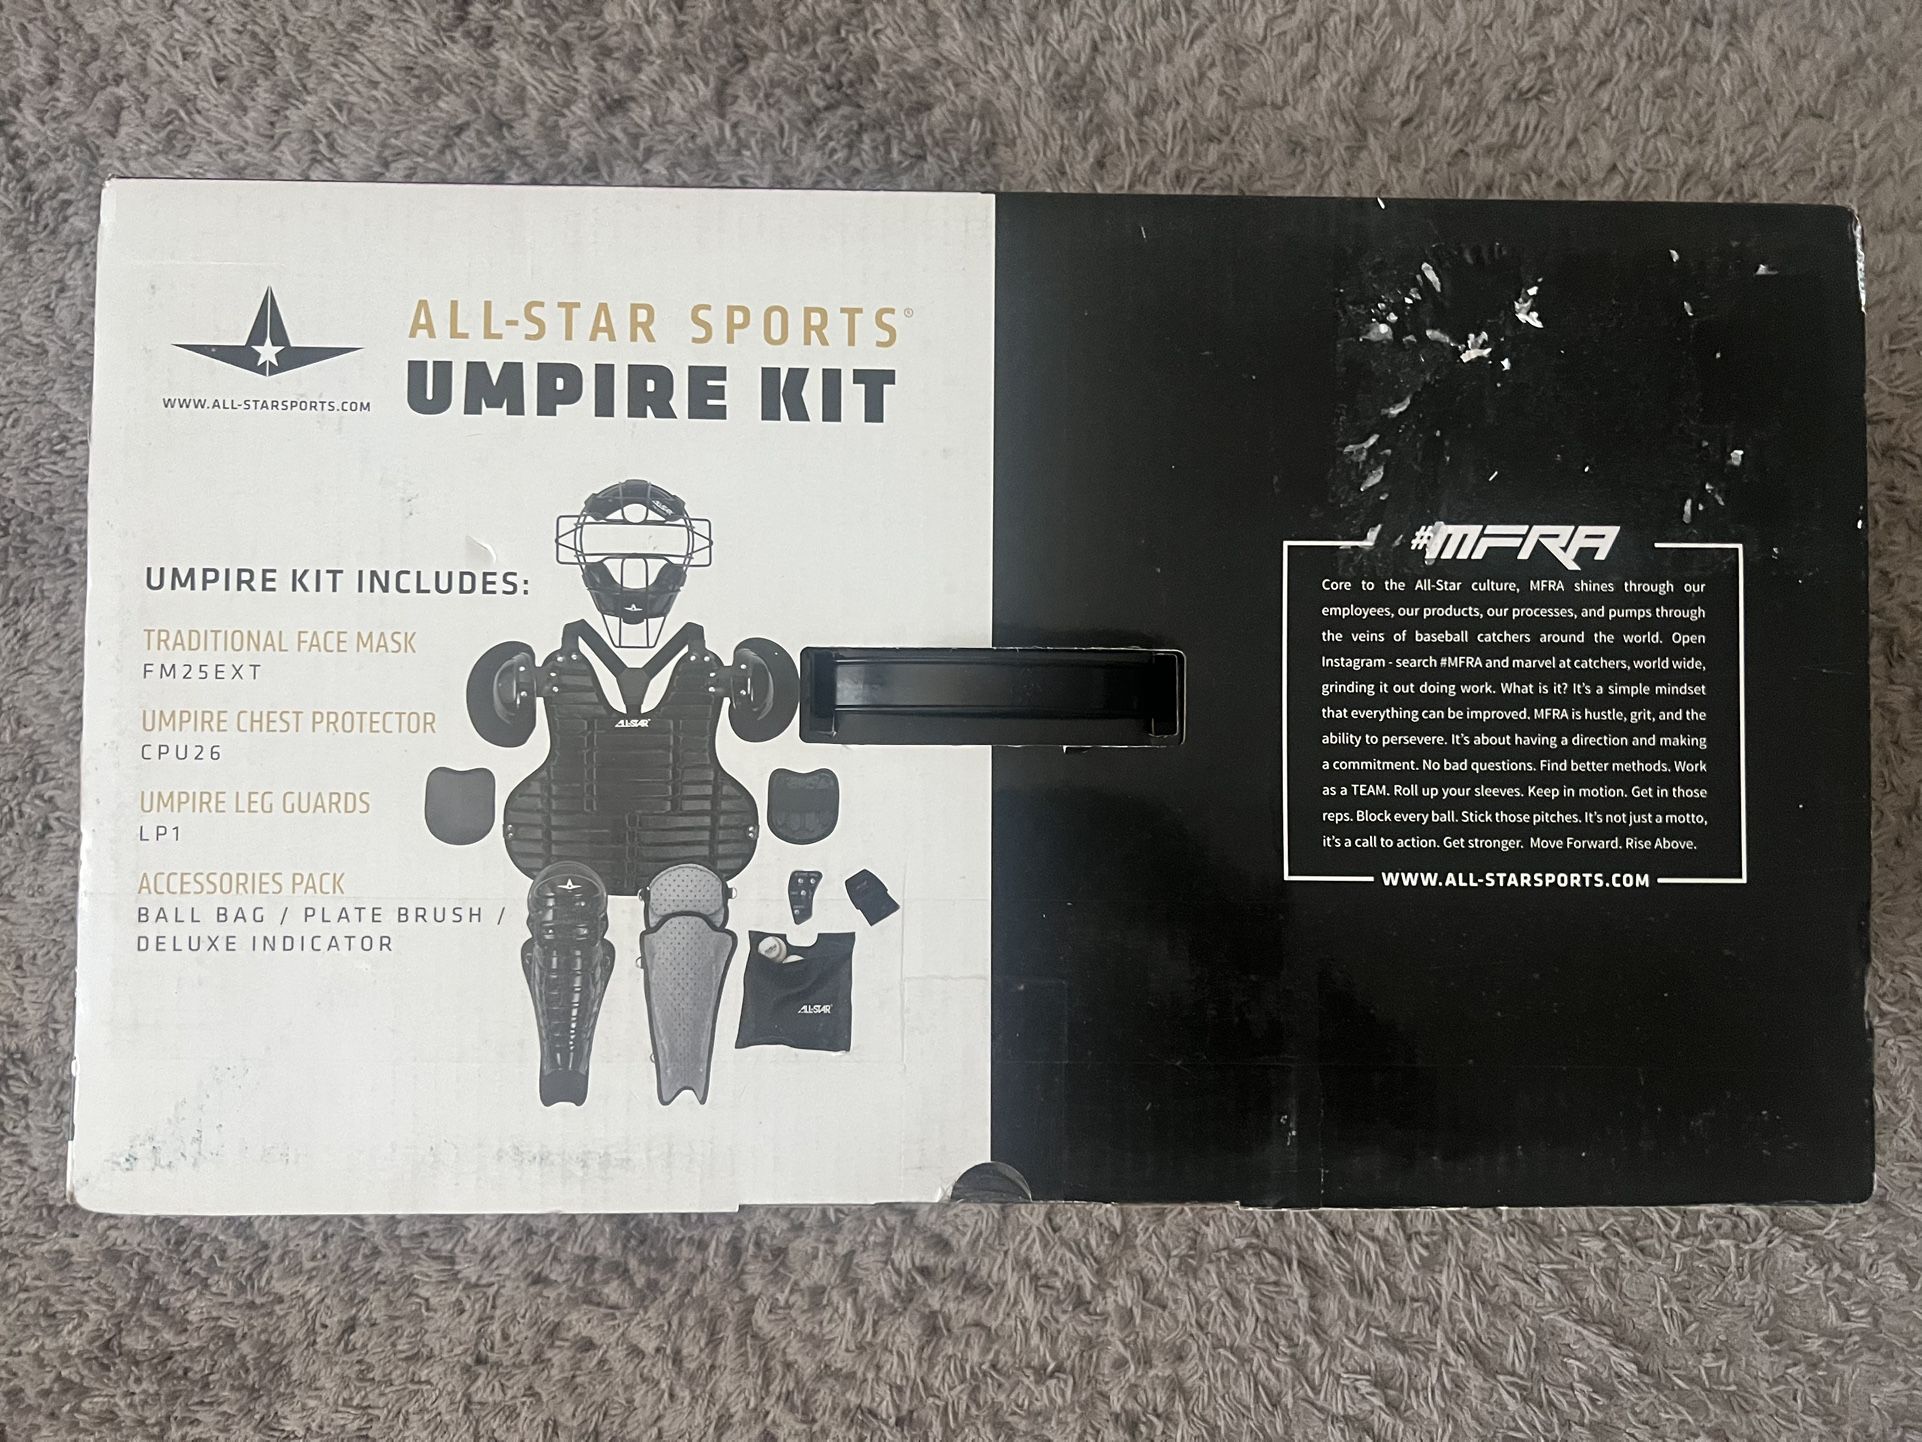 WWW.ALL-STARSPORTS.COM
ALL-STAR SPORTS®
UMPIRE KIT
UMPIRE KIT INCLUDES:
TRADITIONAL FACE MASK
FM25EXT
UMPIRE CHEST PROTECTOR
CPU26
UMPIRE LEG GUARDS
LP1
ACCESSORIES PACK
BALL BAG / PLATE BRUSH /
DELUXE INDICATOR
ALL-STAR
ALL-STAR
ALL-STAR
#MFRA
Core to the All-Star culture, MFRA shines through our
employees, our products, our processes, and pumps through
the veins of baseball catchers around the world. Open
Instagram - search #MFRA and marvel at catchers, world wide,
grinding it out doing work. What is it? It's a simple mindset
that everything can be improved. MFRA is hustle, grit, and the
ability to persevere. It's about having a direction and making
a commitment. No bad questions. Find better methods. Work
as a TEAM. Roll up your sleeves. Keep in motion. Get in those
reps. Block every ball. Stick those pitches. It's not just a motto,
it's a call to action. Get stronger. Move Forward. Rise Above.
WWW.ALL-STARSPORTS.COM